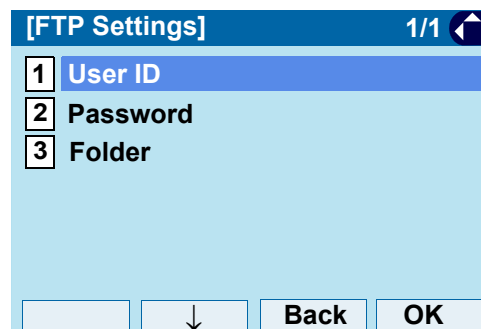 [FTP Settings] 1/1
1 User ID
2 Password
3 Folder
↓ Back OK